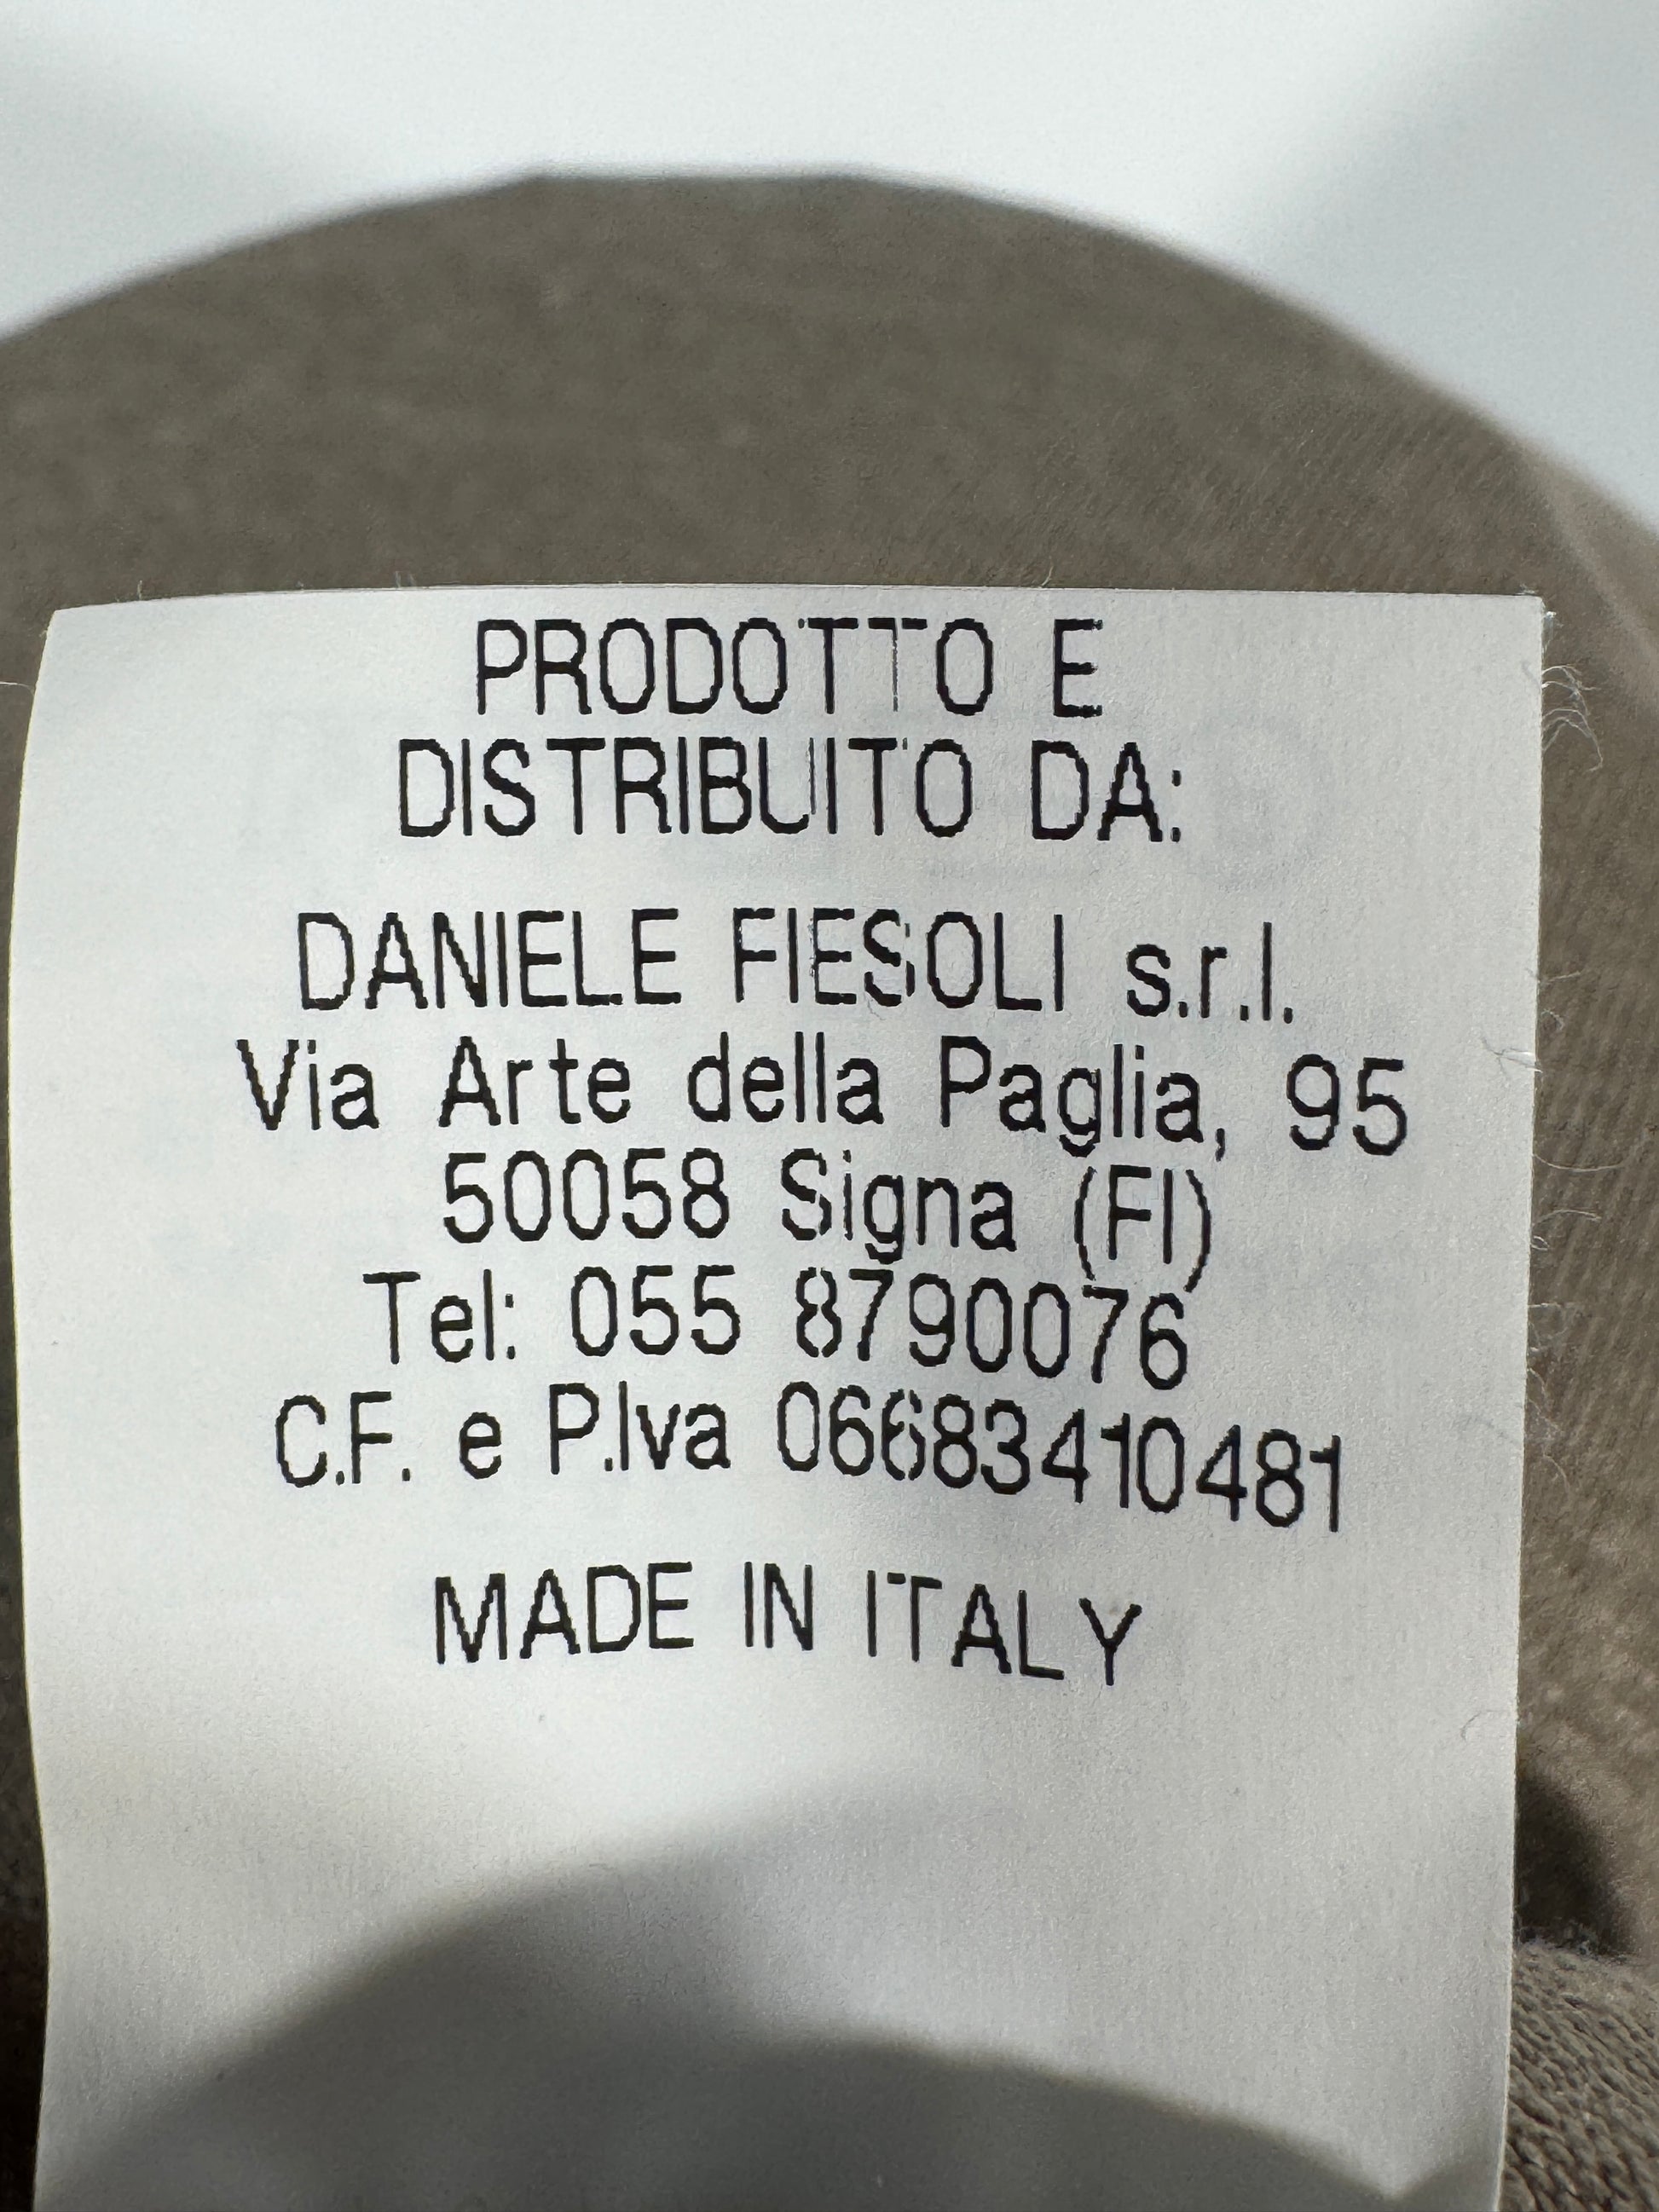 PRODOTTO E
DISTRIBUITO DA:
DANIELE FIESOLI s.r.l.
Via Arte della Paglia, 95
50058 Signa (FI)
Tel: 055 8790076
C.F. e P.Iva 06683410481
MADE IN ITALY